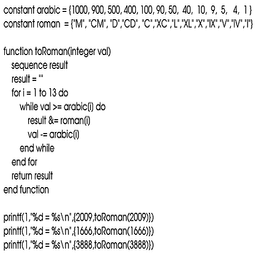 constant arabic = {1000, 900, 500, 400, 100, 90, 50, 40, 10, 9, 5, 4, 1 }
constant roman = {"M", "CM", "D","CD", "C","XC","L","XL","X","IX","V","IV","I"}
function toRoman(integer val)
sequence result
result = ""
for i = 1 to 13 do
while val >= arabic(i) do
result &= roman(i)
val -= arabic(i)
end while
end for
return result
end function
printf(1,"%d = %s\n",{2009,toRoman(2009)})
printf(1,"%d = %s\n",{1666,toRoman(1666)})
printf(1,"%d = %s\n",{3888,toRoman(3888)})